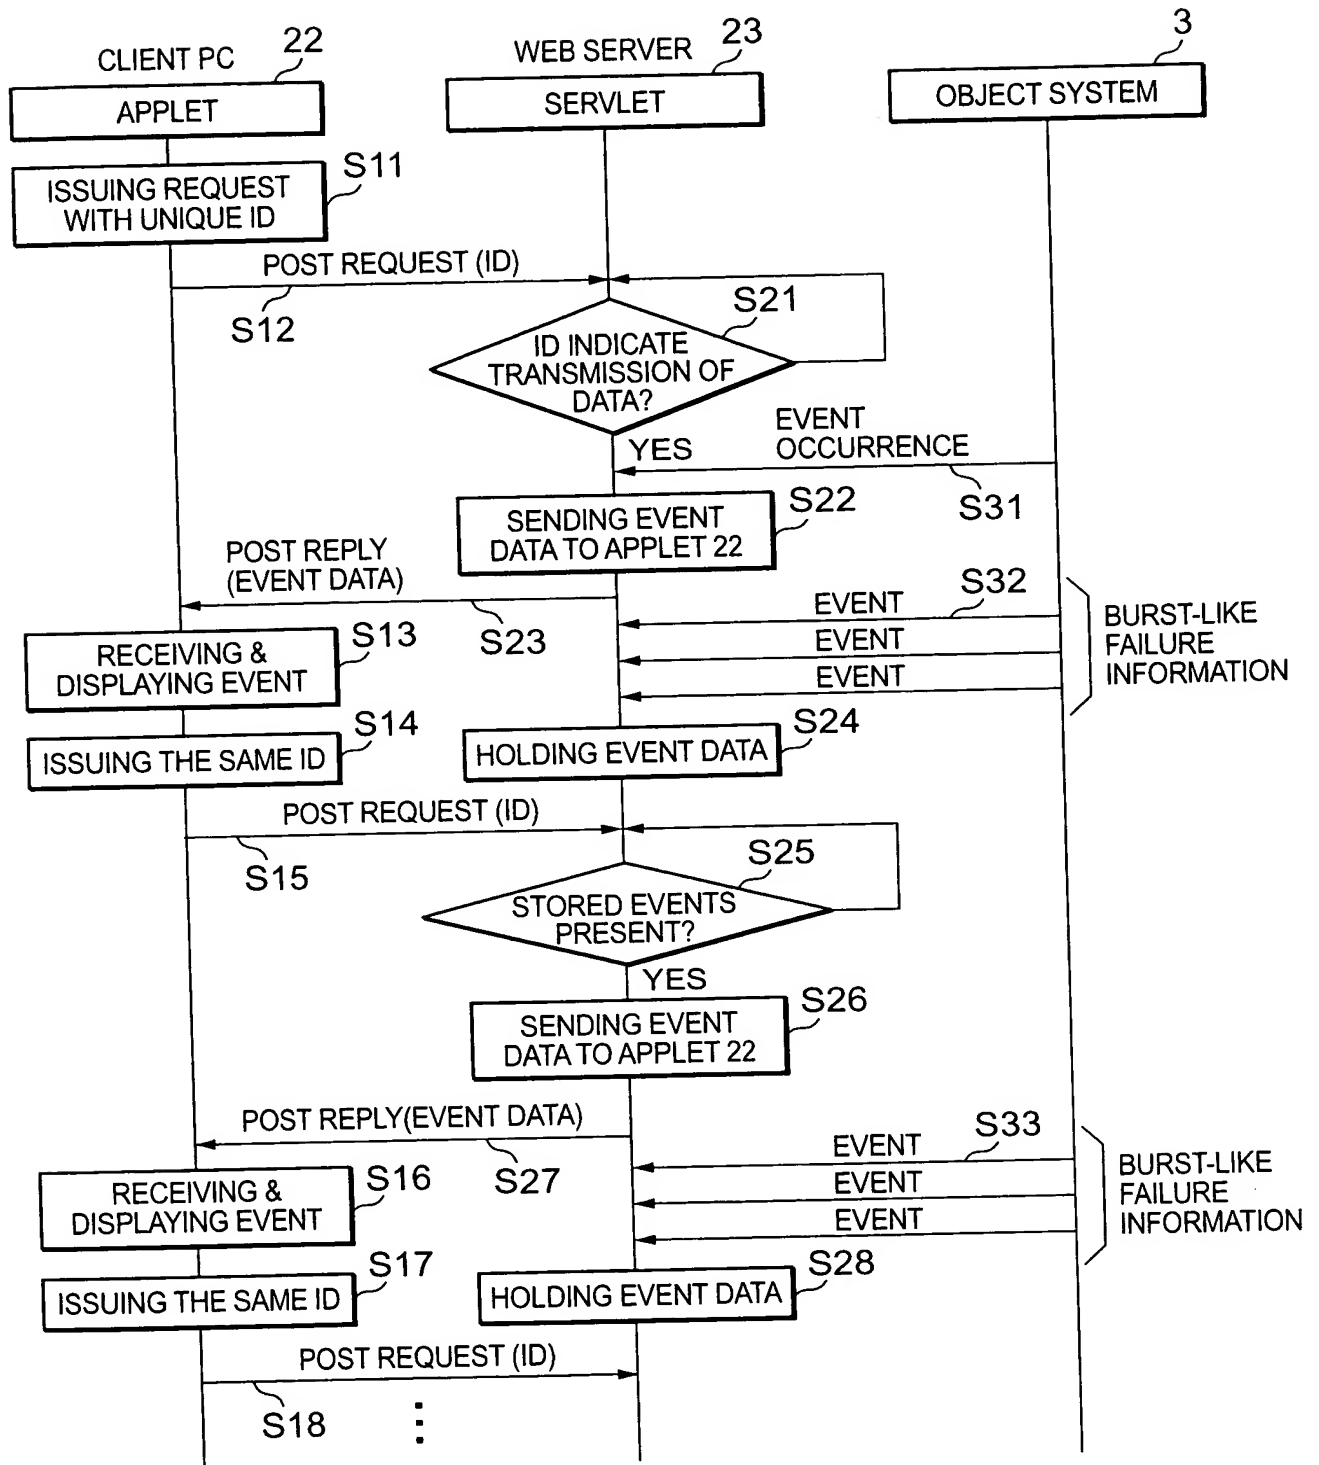 CLIENT PC
22
APPLET
WEB SERVER
23
SERVLET
3
OBJECT SYSTEM
S11
ISSUING REQUEST
WITH UNIQUE ID
POST REQUEST (ID)
S12
S21
ID INDICATE
TRANSMISSION OF
DATA?
YES
EVENT
OCCURRENCE
S31
S22
SENDING EVENT
DATA TO APPLET 22
POST REPLY
(EVENT DATA)
S23
S32
EVENT
EVENT
EVENT
BURST-LIKE
FAILURE
INFORMATION
S13
RECEIVING &
DISPLAYING EVENT
S14
ISSUING THE SAME ID
S24
HOLDING EVENT DATA
POST REQUEST (ID)
S15
S25
STORED EVENTS
PRESENT?
YES
S26
SENDING EVENT
DATA TO APPLET 22
POST REPLY(EVENT DATA)
S27
S33
EVENT
EVENT
EVENT
BURST-LIKE
FAILURE
INFORMATION
S16
RECEIVING &
DISPLAYING EVENT
S17
ISSUING THE SAME ID
S28
HOLDING EVENT DATA
POST REQUEST (ID)
S18